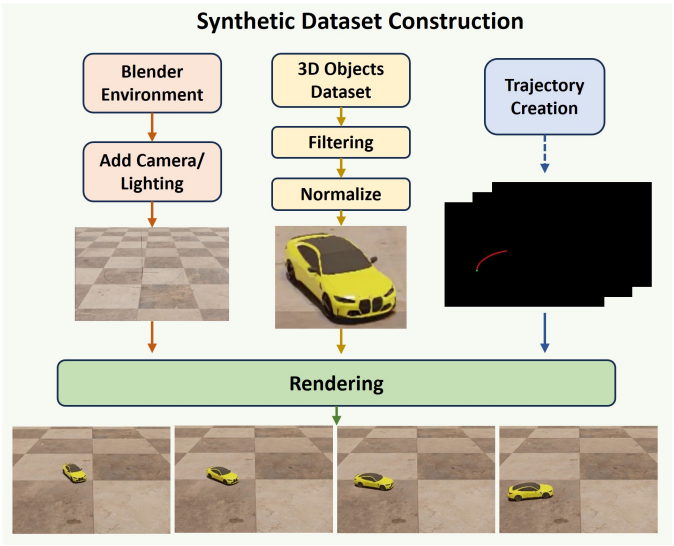 Synthetic Dataset Construction
Blender
Environment
Add Camera/
Lighting
3D Objects
Dataset
Filtering
Normalize
Trajectory
Creation
Rendering